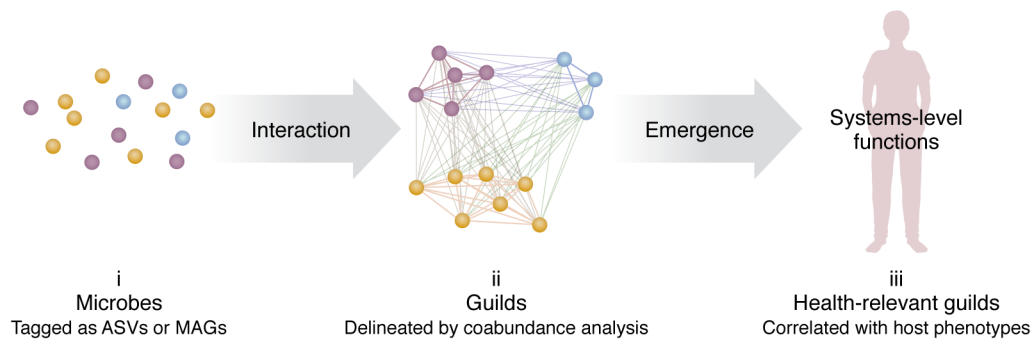 Interaction
Emergence
Systems-level
functions
i
Microbes
Tagged as ASVs or MAGs
ii
Guilds
Delineated by coabundance analysis
iii
Health-relevant guilds
Correlated with host phenotypes